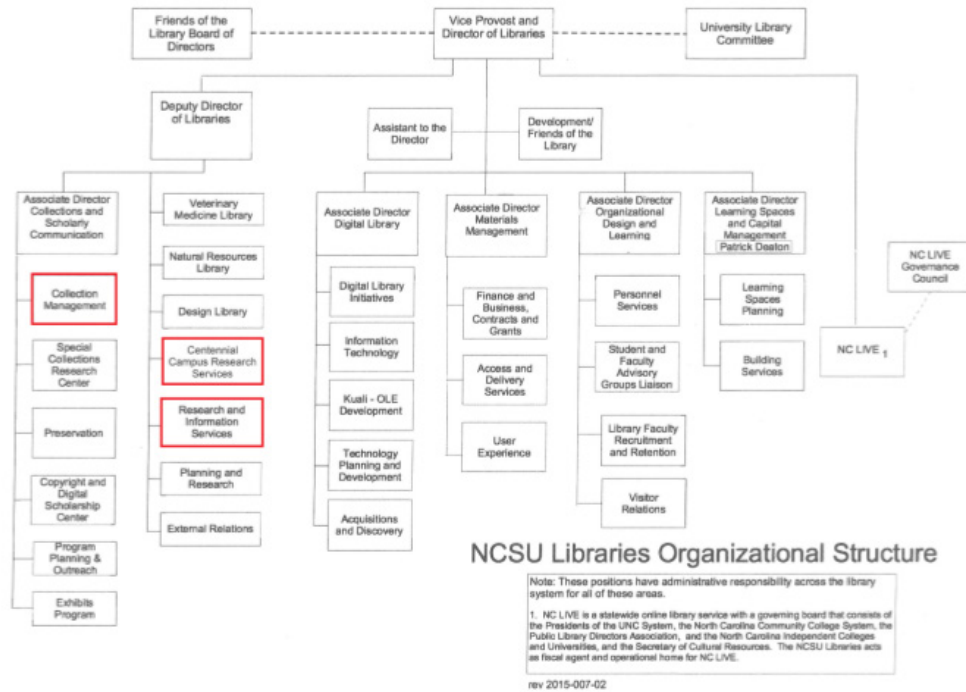 Friends of the
Library Board of
Directors
Vice Provost and
Director of Libraries
University Library
Committee
Deputy Director
of Libraries
Assistant to the
Director
Development/
Friends of the
Library
Associate Director
Collections and
Scholarly
Communication
Collection
Management
Special
Collections
Research
Center
Preservation
Copyright and
Digital
Scholarship
Center
Program
Planning &
Outreach
Exhibits
Program
Veterinary
Medicine Library
Natural Resources
Library
Design Library
Centennial
Campus Research
Services
Research and
Information
Services
Planning and
Research
External Relations
Associate Director
Digital Library
Digital Library
Initiatives
Information
Technology
Kuali - OLE
Development
Technology
Planning and
Development
Acquisitions
and Discovery
Associate Director
Materials
Management
Finance and
Business,
Contracts and
Grants
Access and
Delivery
Services
User
Experience
Associate Director
Organizational
Design and
Learning
Personnel
Services
Student and
Faculty
Advisory
Groups Liaison
Library Faculty
Recruitment
and Retention
Visitor
Relations
Associate Director
Learning Spaces
and Capital
Management
Patrick Deaton
Learning
Spaces
Planning
Building
Services
NC LIVE
Governance
Council
NC LIVE 1
NCSU Libraries Organizational Structure
Note: These positions have administrative responsibility across the library
system for all of these areas.
1. NC LIVE is a statewide online library service with a governing board that consists of
the Presidents of the UNC System, the North Carolina Community College System, the
Public Library Directors Association, and the North Carolina Independent Colleges
and Universities, and the Secretary of Cultural Resources. The NCSU Libraries acts
as fiscal agent and operational home for NC LIVE.
rev 2015-007-02